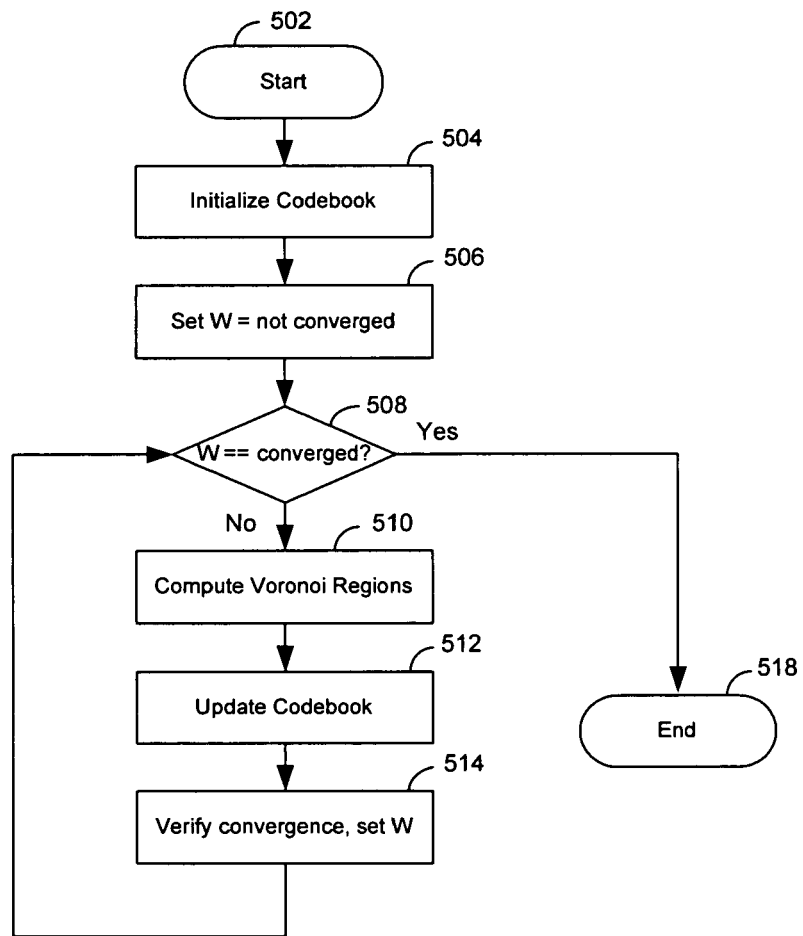 502
Start
504
Initialize Codebook
506
Set W = not converged
508
W == converged?
Yes
No
510
Compute Voronoi Regions
512
Update Codebook
518
End
514
Verify convergence, set W